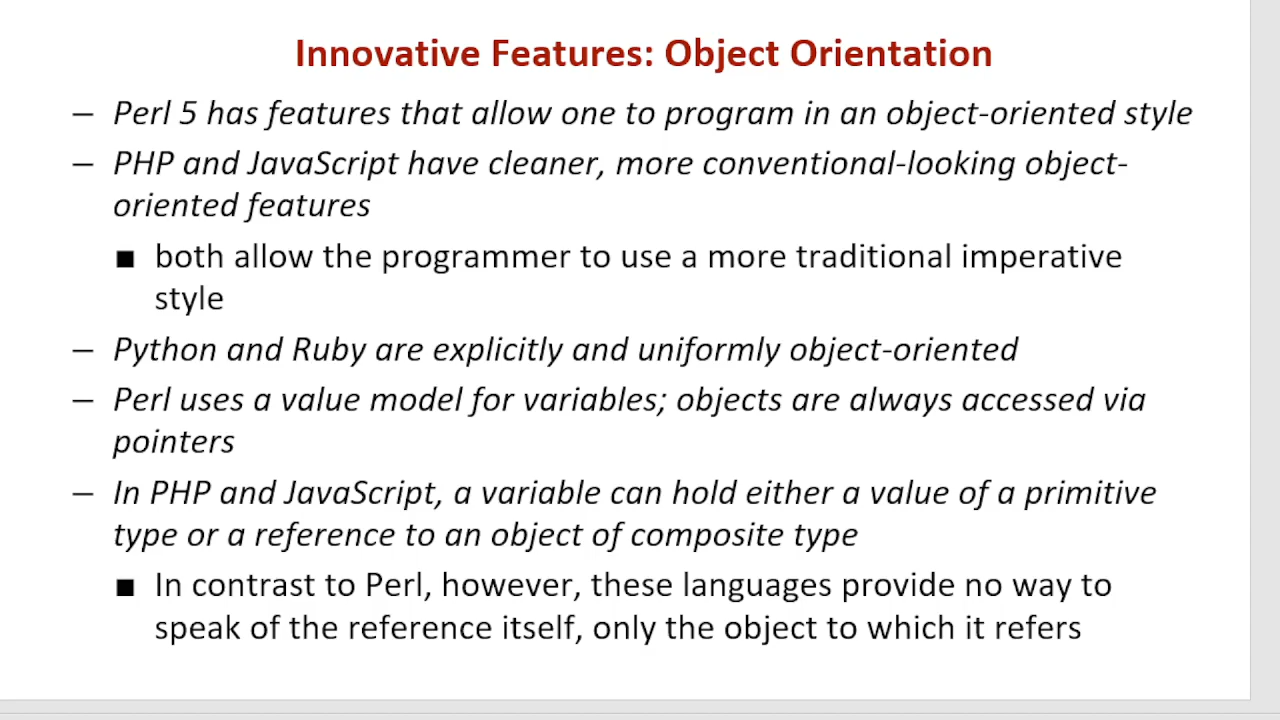 Innovative Features: Object Orientation
– Perl 5 has features that allow one to program in an object-oriented style
– PHP and JavaScript have cleaner, more conventional-looking object-
oriented features
■ both allow the programmer to use a more traditional imperative
style
– Python and Ruby are explicitly and uniformly object-oriented
– Perl uses a value model for variables; objects are always accessed via
pointers
– In PHP and JavaScript, a variable can hold either a value of a primitive
type or a reference to an object of composite type
■ In contrast to Perl, however, these languages provide no way to
speak of the reference itself, only the object to which it refers